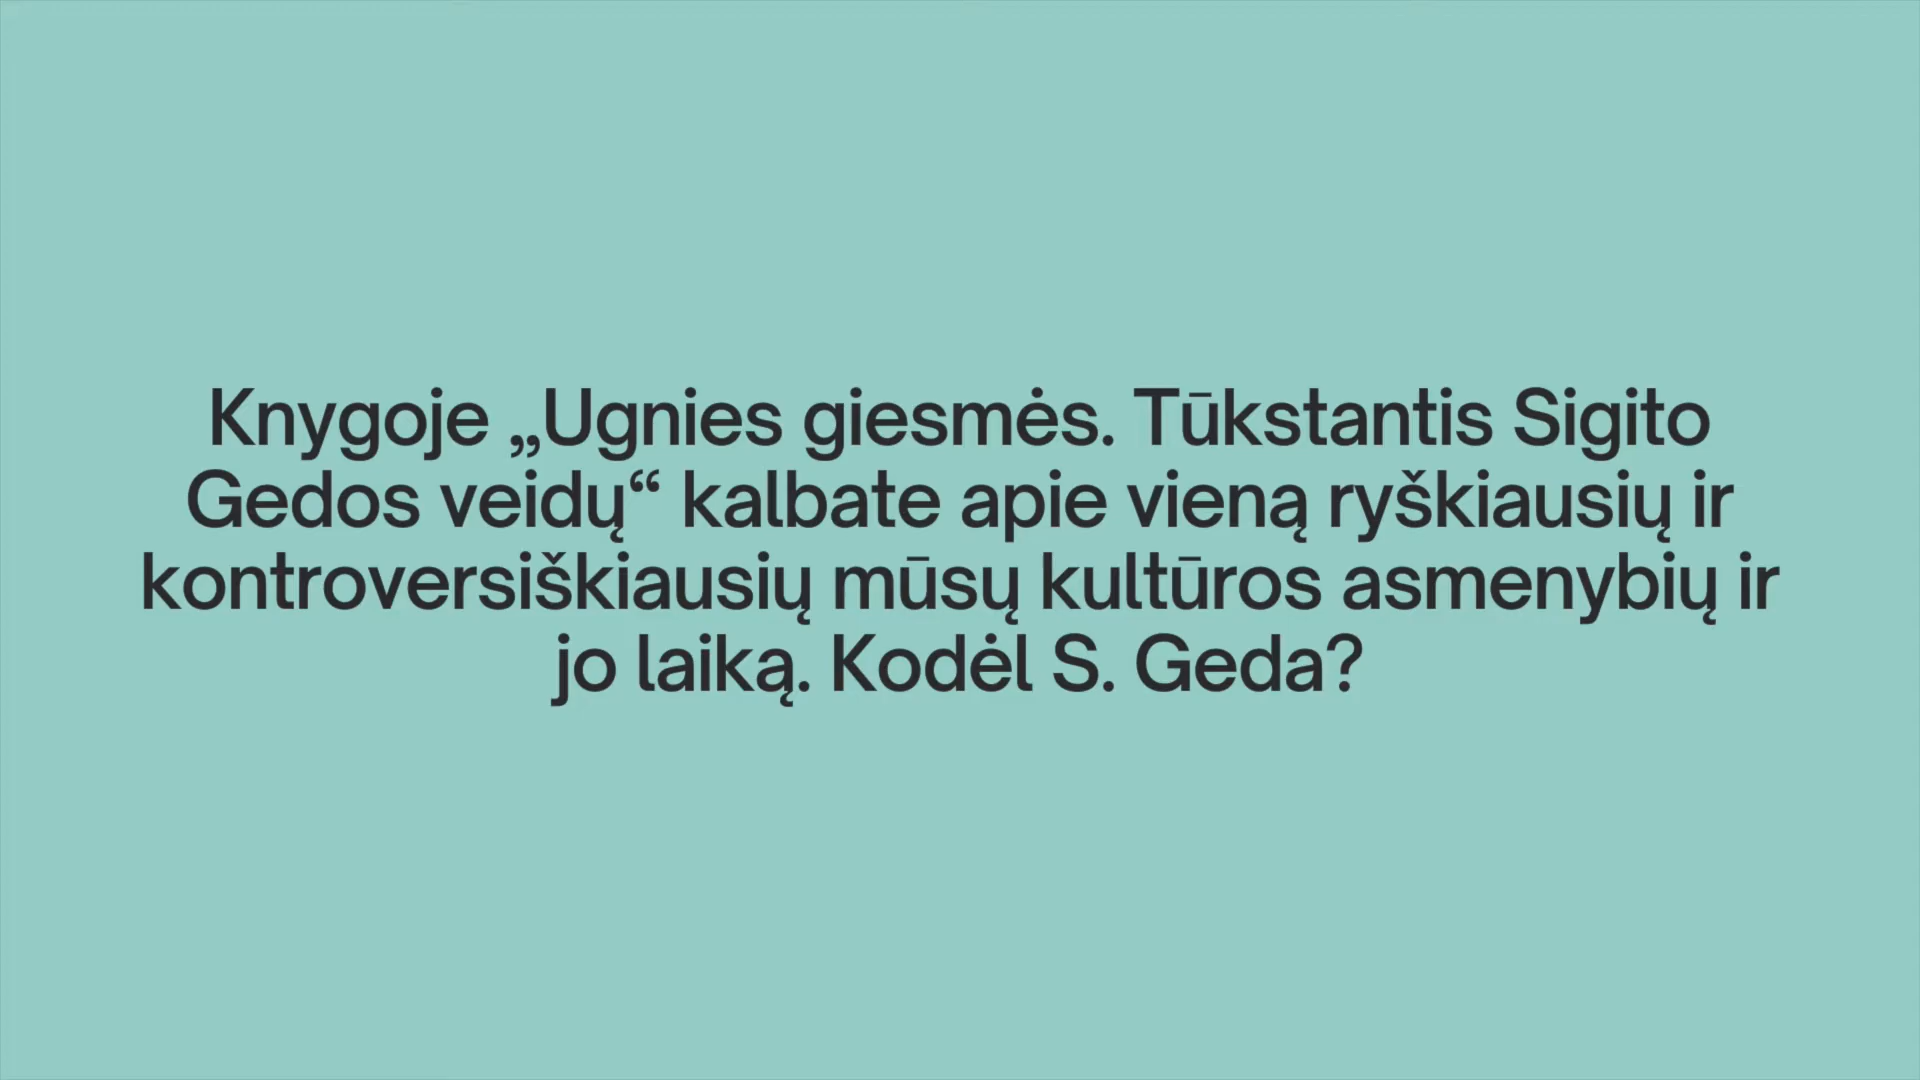 Knygoje „Ugnies giesmės. Tūkstantis Sigito
Gedos veidų“ kalbate apie vieną ryškiausių ir
kontroversiškiausių mūsų kultūros asmenybių ir
jo laiką. Kodėl S. Geda?